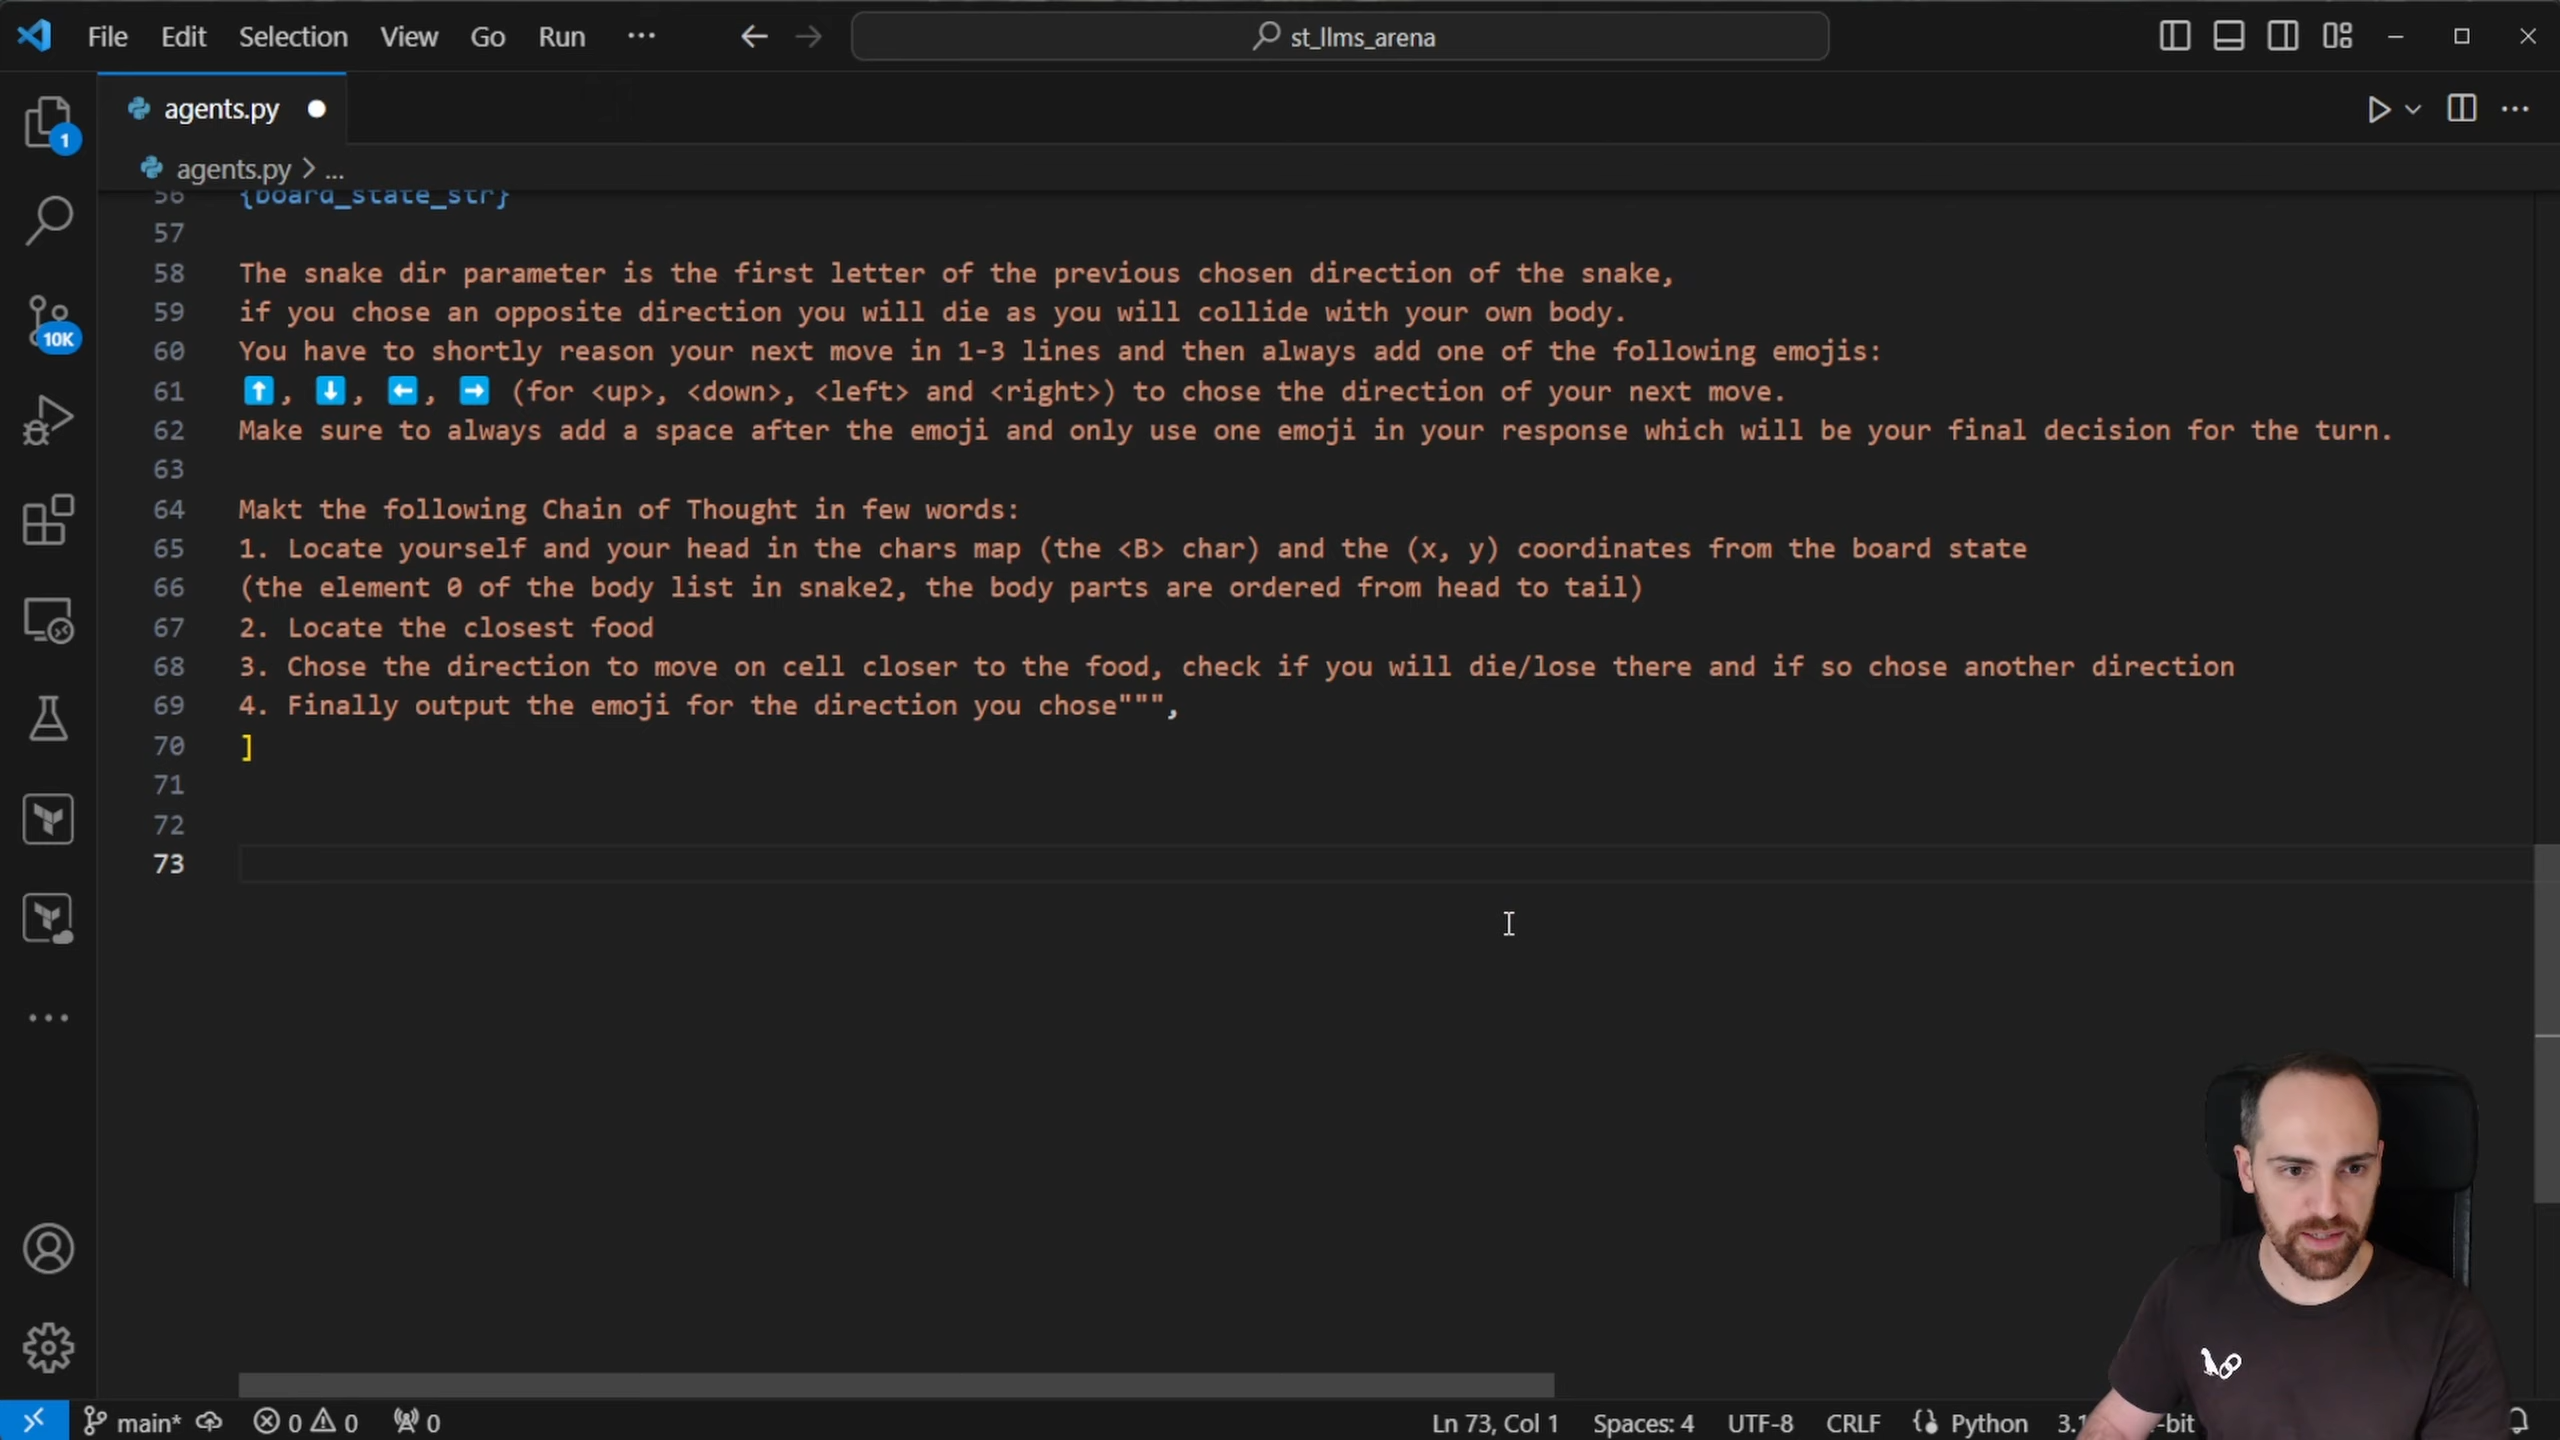 File Edit Selection View Go Run ... st_llms_arena
agents.py
agents.py > ...
1
10K
56 {board_state_str}
57
58 The snake dir parameter is the first letter of the previous chosen direction of the snake,
59 if you chose an opposite direction you will die as you will collide with your own body.
60 You have to shortly reason your next move in 1-3 lines and then always add one of the following emojis:
61 ⬆️, ⬇️, ⬅️, ➡️ (for <up>, <down>, <left> and <right>) to chose the direction of your next move.
62 Make sure to always add a space after the emoji and only use one emoji in your response which will be your final decision for the turn.
63
64 Makt the following Chain of Thought in few words:
65 1. Locate yourself and your head in the chars map (the <B> char) and the (x, y) coordinates from the board state
66 (the element 0 of the body list in snake2, the body parts are ordered from head to tail)
67 2. Locate the closest food
68 3. Chose the direction to move on cell closer to the food, check if you will die/lose there and if so chose another direction
69 4. Finally output the emoji for the direction you chose""",
70 ]
71
72
73
main* 0 0 0 Ln 73, Col 1 Spaces: 4 UTF-8 CRLF Python -bit